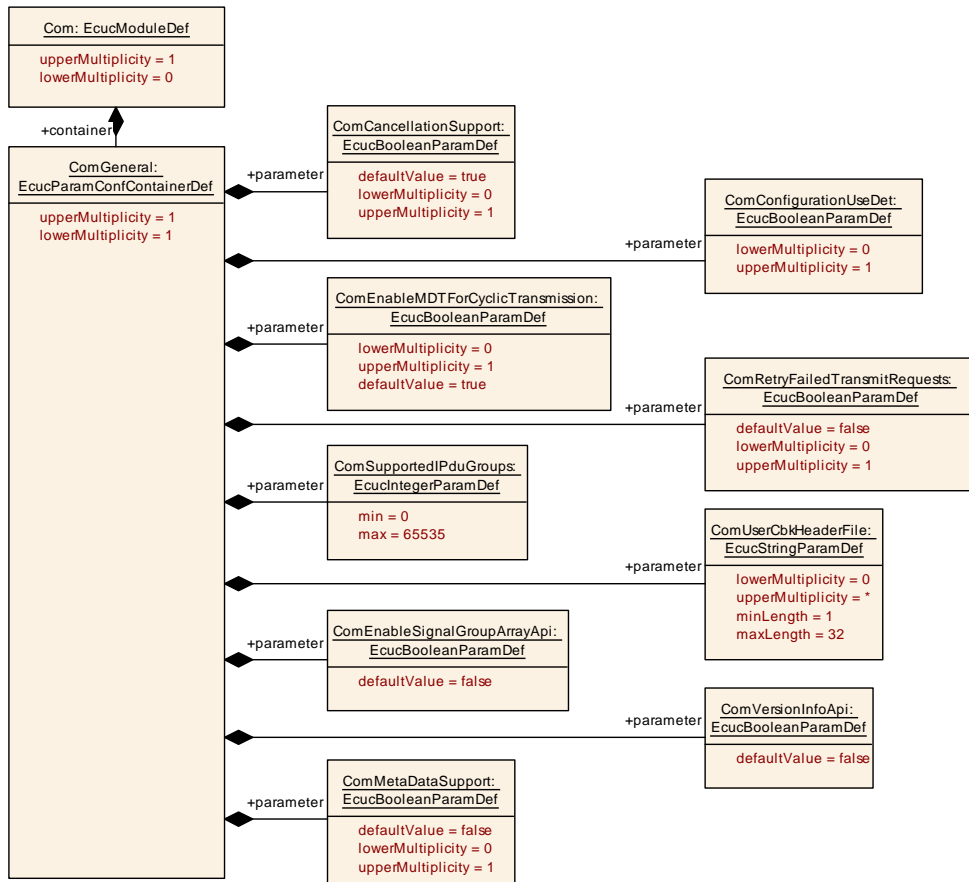 Com: EcucModuleDef
upperMultiplicity = 1
lowerMultiplicity = 0
+container
ComGeneral:
EcucParamConfContainerDef
upperMultiplicity = 1
lowerMultiplicity = 1
+parameter
ComCancellationSupport:
EcucBooleanParamDef
defaultValue = true
lowerMultiplicity = 0
upperMultiplicity = 1
+parameter
ComConfigurationUseDet:
EcucBooleanParamDef
lowerMultiplicity = 0
upperMultiplicity = 1
+parameter
ComEnableMDTForCyclicTransmission:
EcucBooleanParamDef
lowerMultiplicity = 0
upperMultiplicity = 1
defaultValue = true
+parameter
ComRetryFailedTransmitRequests:
EcucBooleanParamDef
defaultValue = false
lowerMultiplicity = 0
upperMultiplicity = 1
+parameter
ComSupportedIPduGroups:
EcucIntegerParamDef
min = 0
max = 65535
+parameter
ComUserCbkHeaderFile:
EcucStringParamDef
lowerMultiplicity = 0
upperMultiplicity = *
minLength = 1
maxLength = 32
+parameter
ComEnableSignalGroupArrayApi:
EcucBooleanParamDef
defaultValue = false
+parameter
ComVersionInfoApi:
EcucBooleanParamDef
defaultValue = false
+parameter
ComMetaDataSupport:
EcucBooleanParamDef
defaultValue = false
lowerMultiplicity = 0
upperMultiplicity = 1